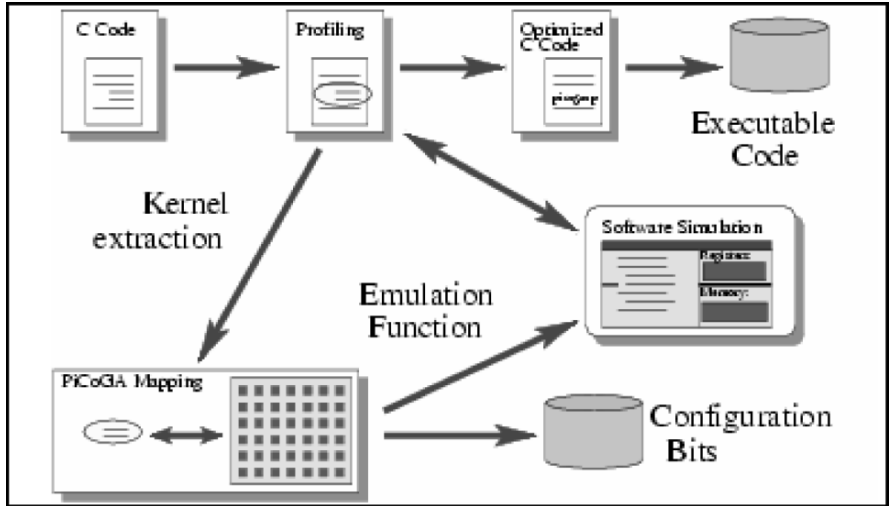 C Code
Profiling
Optimized
C Code
Executable
Code
Kernel
extraction
Software Simulation
Registers:
Memory:
Emulation
Function
PiCoGA Mapping
Configuration
Bits